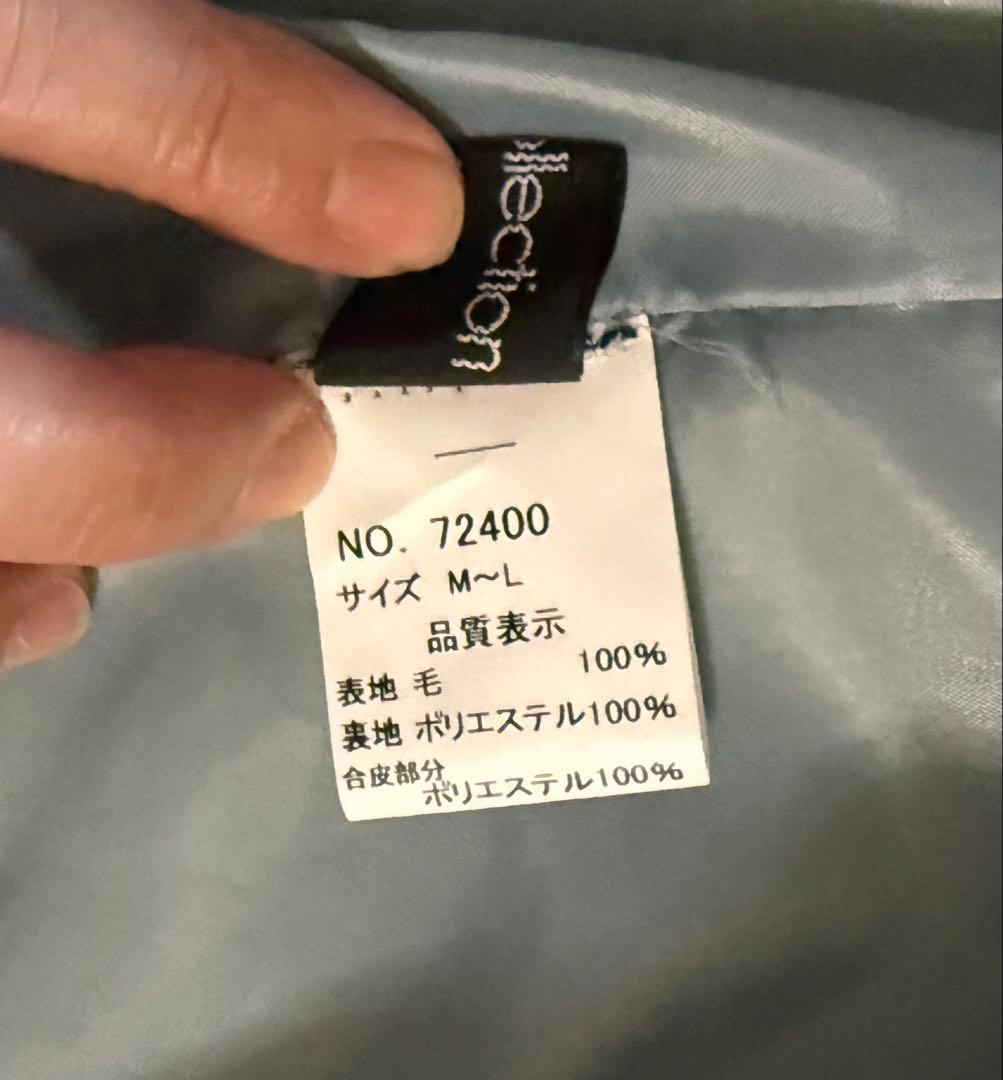 llection
NO. 72400
サイズ M～L
品質表示
表地 毛 100%
裏地 ポリエステル100%
合皮部分
ポリエステル100%